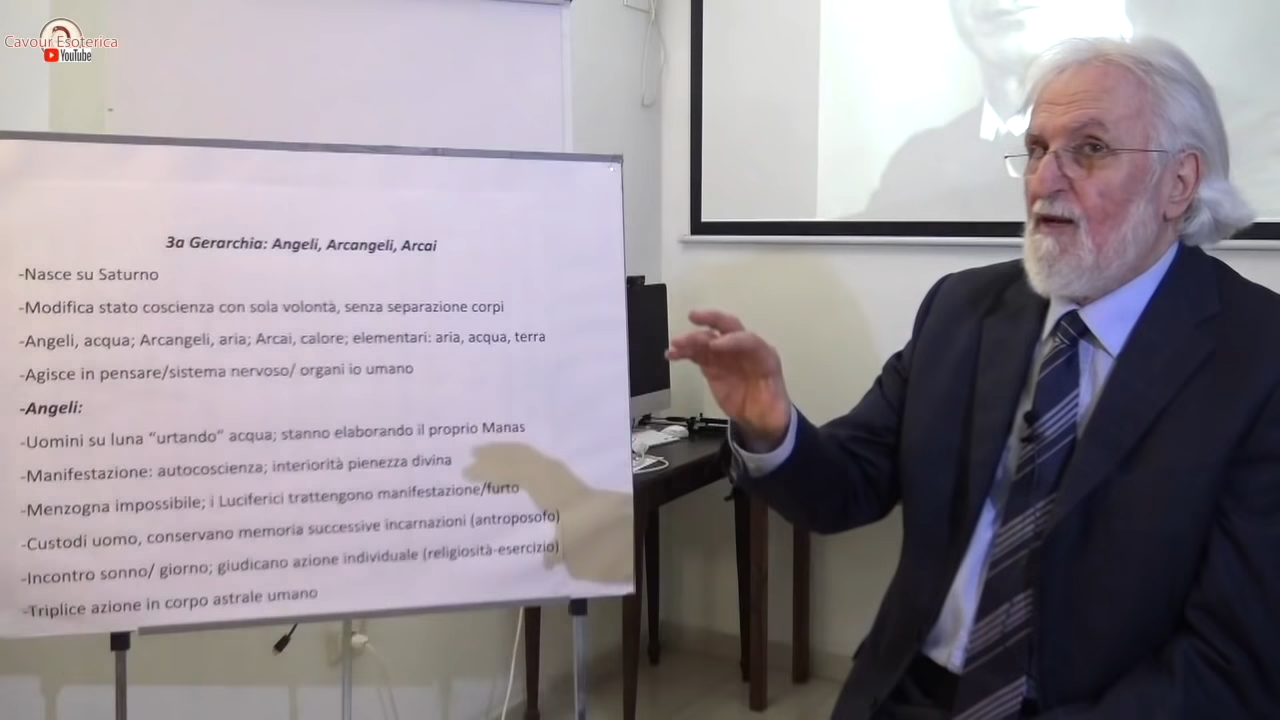 Cavour Esoterica
YouTube
3a Gerarchia: Angeli, Arcangeli, Arcai
-Nasce su Saturno
-Modifica stato coscienza con sola volontà, senza separazione corpi
-Angeli, acqua; Arcangeli, aria; Arcai, calore; elementari: aria, acqua, terra
-Agisce in pensare/sistema nervoso/ organi io umano
-Angeli:
-Uomini su luna “urtando” acqua; stanno elaborando il proprio Manas
-Manifestazione: autocoscienza; interiorità pienezza divina
-Menzogna impossibile; i Luciferici trattengono manifestazione/furto
-Custodi uomo, conservano memoria successive incarnazioni (antroposofo)
-Incontro sonno/ giorno; giudicano azione individuale (religiosità-esercizio)
-Triplice azione in corpo astrale umano